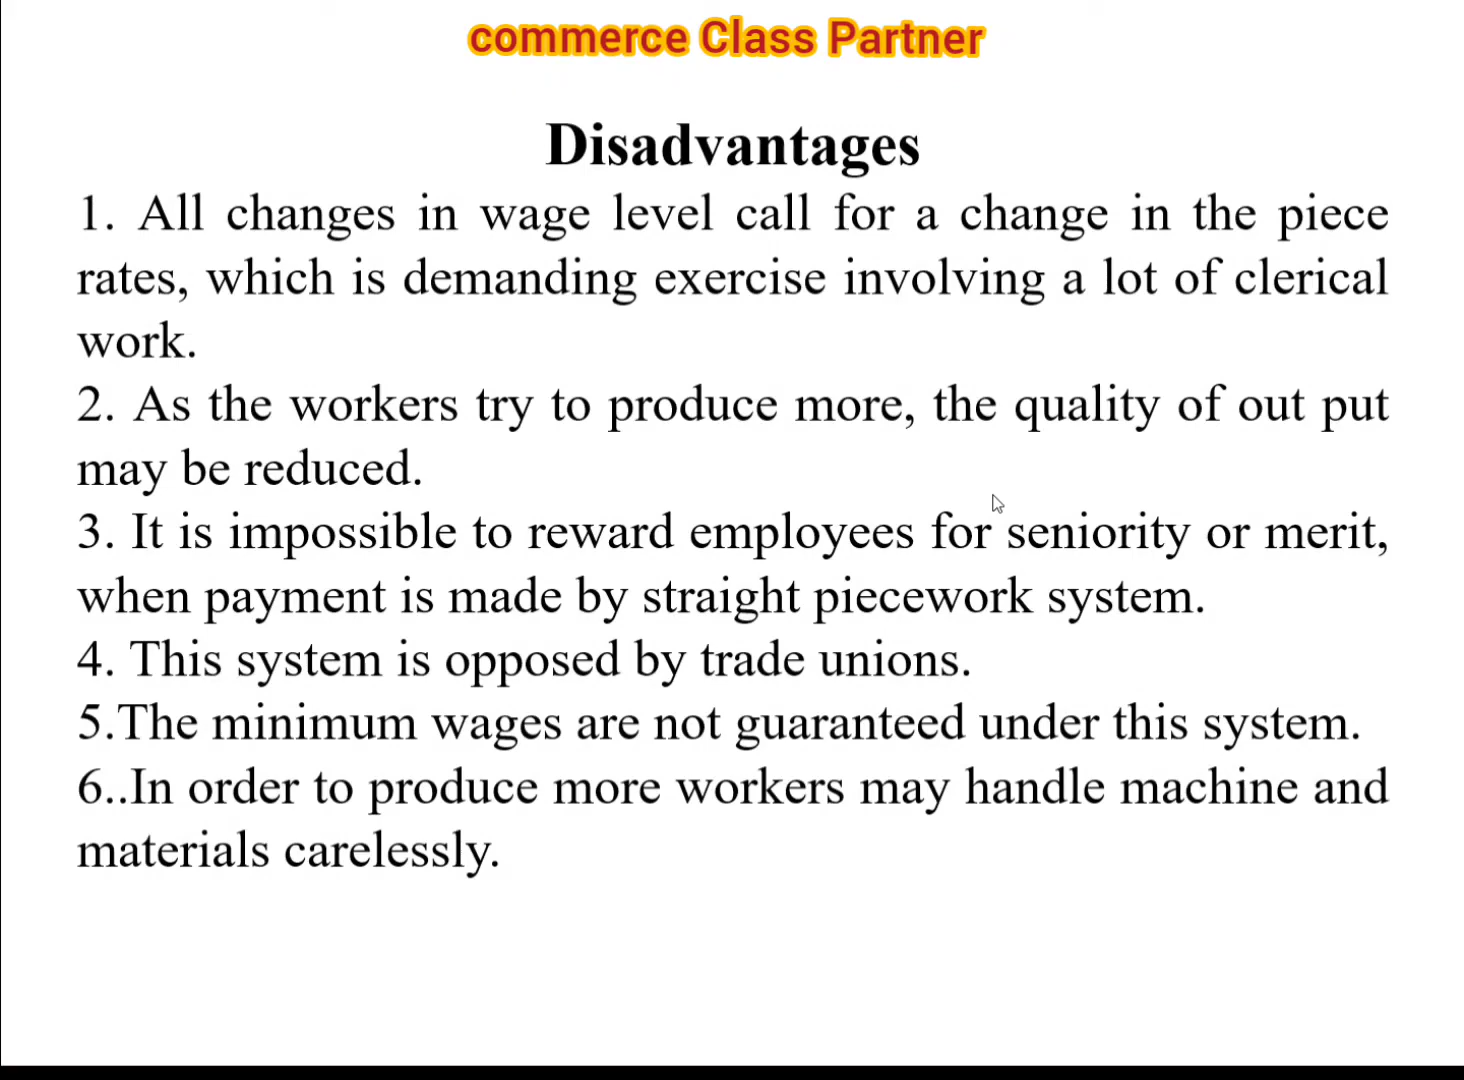 commerce Class Partner
Disadvantages
1. All changes in wage level call for a change in the piece
rates, which is demanding exercise involving a lot of clerical
work.
2. As the workers try to produce more, the quality of out put
may be reduced.
3. It is impossible to reward employees for seniority or merit,
when payment is made by straight piecework system.
4. This system is opposed by trade unions.
5.The minimum wages are not guaranteed under this system.
6..In order to produce more workers may handle machine and
materials carelessly.